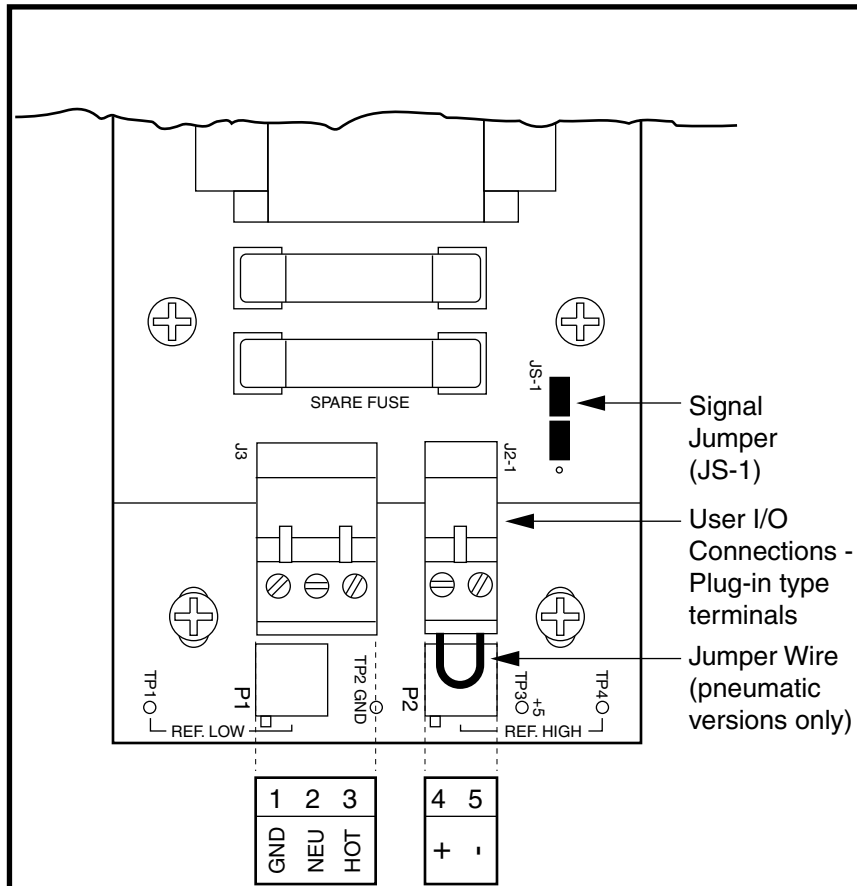 SPARE FUSE
JS-1
Signal
Jumper
(JS-1)
J3
J2-1
User I/O
Connections -
Plug-in type
terminals
Jumper Wire
(pneumatic
versions only)
TP1
P1
TP2 GND
P2
TP3
+5
TP4
REF. LOW
REF. HIGH
1 2 3
GND NEU HOT
4 5
+ -